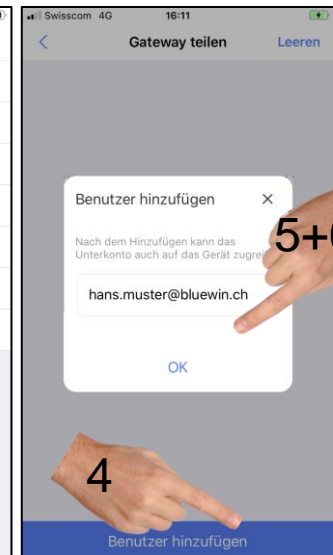 Swisscom 4G 16:11
Gateway teilen Leeren
Benutzer hinzufügen ×
Nach dem Hinzufügen kann das
Unterkonto auch auf das Gerät
5+
hans.muster@bluewin.ch
OK
4
Benutzer hinzufügen